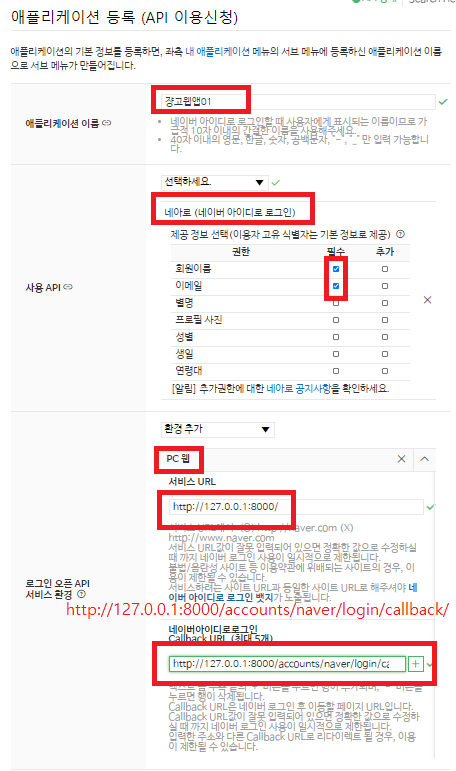 애플리케이션 등록 (API 이용신청)
애플리케이션의 기본 정보를 등록하면, 좌측 내 애플리케이션 메뉴의 서브 메뉴에 등록하신 애플리케이션 이름
으로 서브 메뉴가 만들어집니다.
애플리케이션 이름
쟝고웹앱01
네이버 아이디로 로그인할 때 사용자에게 표시되는 이름이므로 가
급적 10자 이내의 간결한 이름을 사용해주세요.
40자 이내의 영문, 한글, 숫자, 공백문자, "-", "_" 만 입력 가능합니
다.
사용 API
선택하세요.
네아로 (네이버 아이디로 로그인)
제공 정보 선택(이용자 고유 식별자는 기본 정보로 제공)
권한 필수 추가
회원이름
이메일
별명
프로필 사진
성별
생일
연령대
[알림] 추가권한에 대한 네아로 공지사항을 확인하세요.
로그인 오픈 API
서비스 환경
환경 추가
PC 웹
서비스 URL
http://127.0.0.1:8000/
naver.com (X)
http://www.naver.com
서비스 URL값이 잘못 입력되어 있으면 정확한 값으로 수정하실
때 까지 네이버 로그인 사용이 일시적으로 제한됩니다.
불법/음란성 사이트 등 이용약관에 위배되는 사이트의 경우, 이
용이 제한될 수 있습니다.
서비스하려는 사이트 URL과 동일한 사이트 URL로 해주셔야 네
이버 아이디로 로그인 뱃지가 노출됩니다.
http://127.0.0.1:8000/accounts/naver/login/callback/
네이버아이디로로그인
Callback URL (최대 5개)
http://127.0.0.1:8000/accounts/naver/login/ca
누르면 행이 삭제됩니다.
Callback URL은 네이버 로그인 후 이동할 페이지 URL입니다.
Callback URL값이 잘못 입력되어 있으면 정확한 값으로 수정하
실 때 까지 네이버 로그인 사용이 일시적으로 제한됩니다.
입력한 주소와 다른 Callback URL로 리다이렉트 될 경우, 이용
이 제한될 수 있습니다.